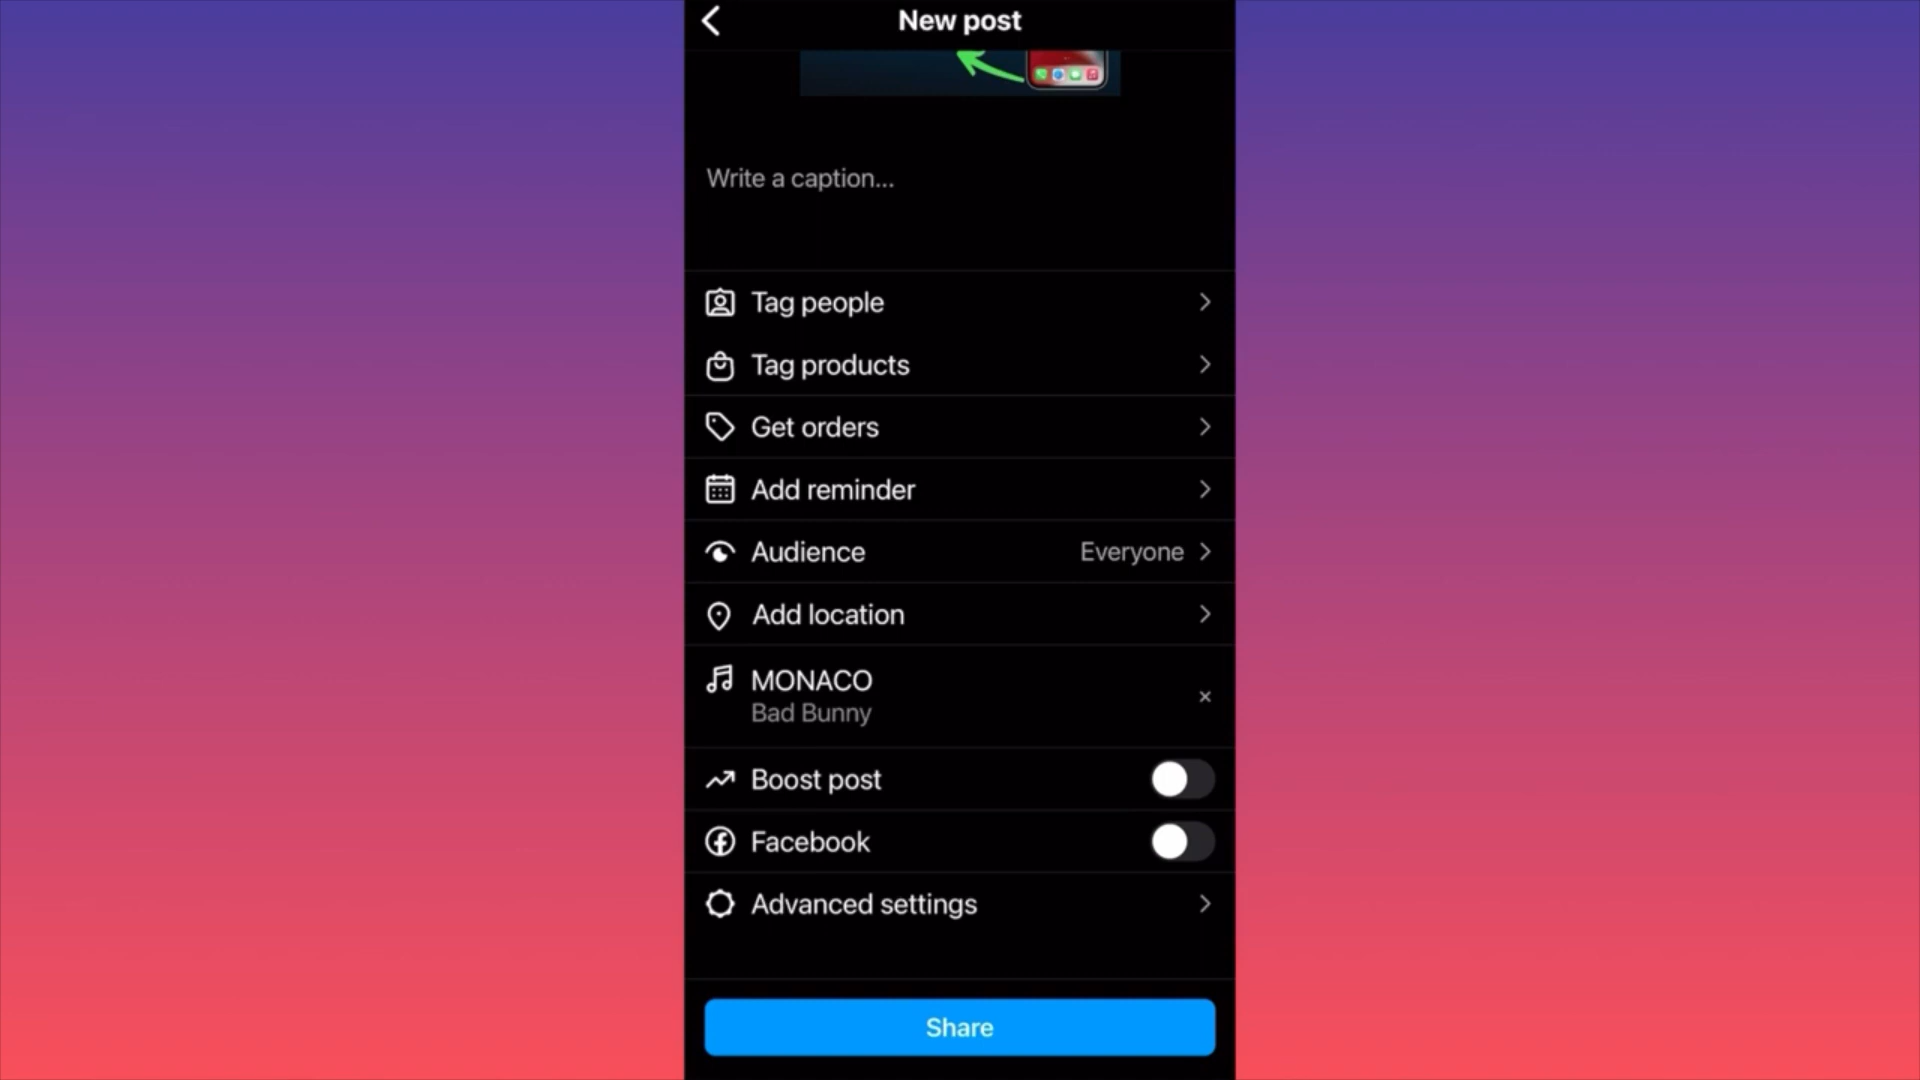 New post
Write a caption...
Tag people
Tag products
Get orders
Add reminder
Audience Everyone
Add location
MONACO
Bad Bunny
Boost post
Facebook
Advanced settings
Share